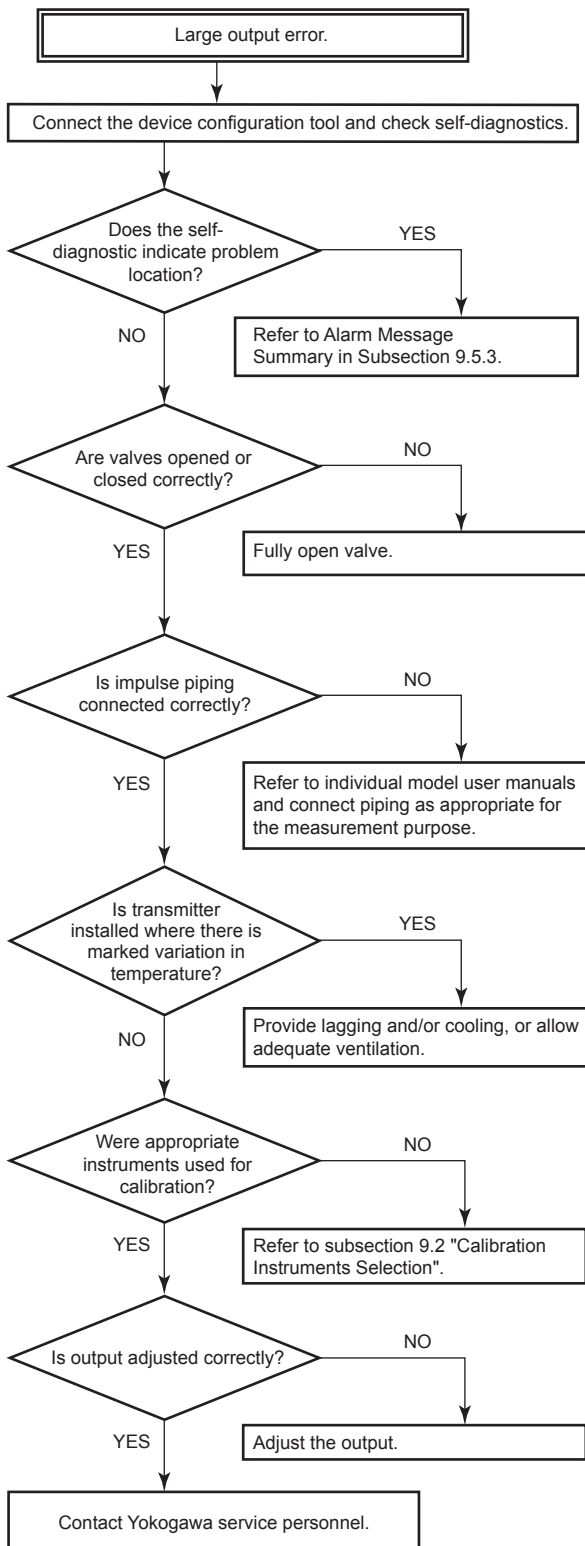 Large output error.
Connect the device configuration tool and check self-diagnostics.
Does the self-
diagnostic indicate problem
location?
YES
NO
Refer to Alarm Message
Summary in Subsection 9.5.3.
Are valves opened or
closed correctly?
NO
YES
Fully open valve.
Is impulse piping
connected correctly?
NO
YES
Refer to individual model user manuals
and connect piping as appropriate for
the measurement purpose.
Is transmitter
installed where there is
marked variation in
temperature?
YES
NO
Provide lagging and/or cooling, or allow
adequate ventilation.
Were appropriate
instruments used for
calibration?
NO
YES
Refer to subsection 9.2 "Calibration
Instruments Selection".
Is output adjusted correctly?
NO
YES
Adjust the output.
Contact Yokogawa service personnel.